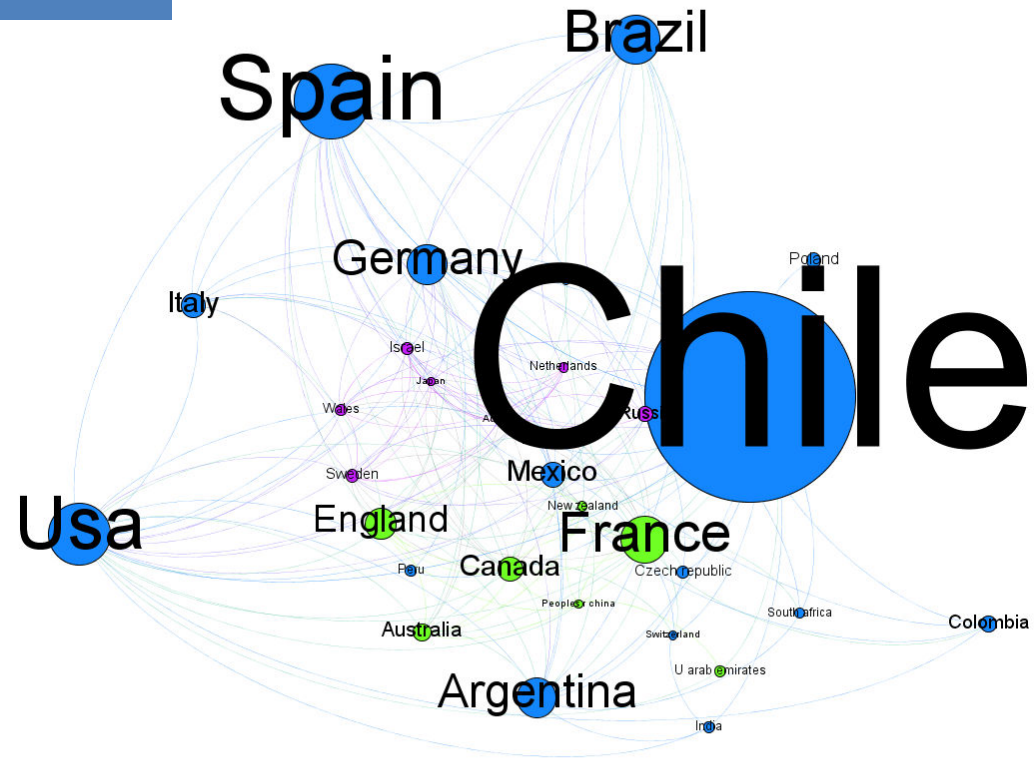 Brazil
Spain
Germany
Poland
Italy
Chile
Israel
Netherlands
Japan
Wales
Russ
Mexico
Sweden
New zealand
Usa
England
France
Canada
Czech republic
Peru
Peoples r china
South africa
Colombia
Australia
Switzerland
U arab emirates
Argentina
India